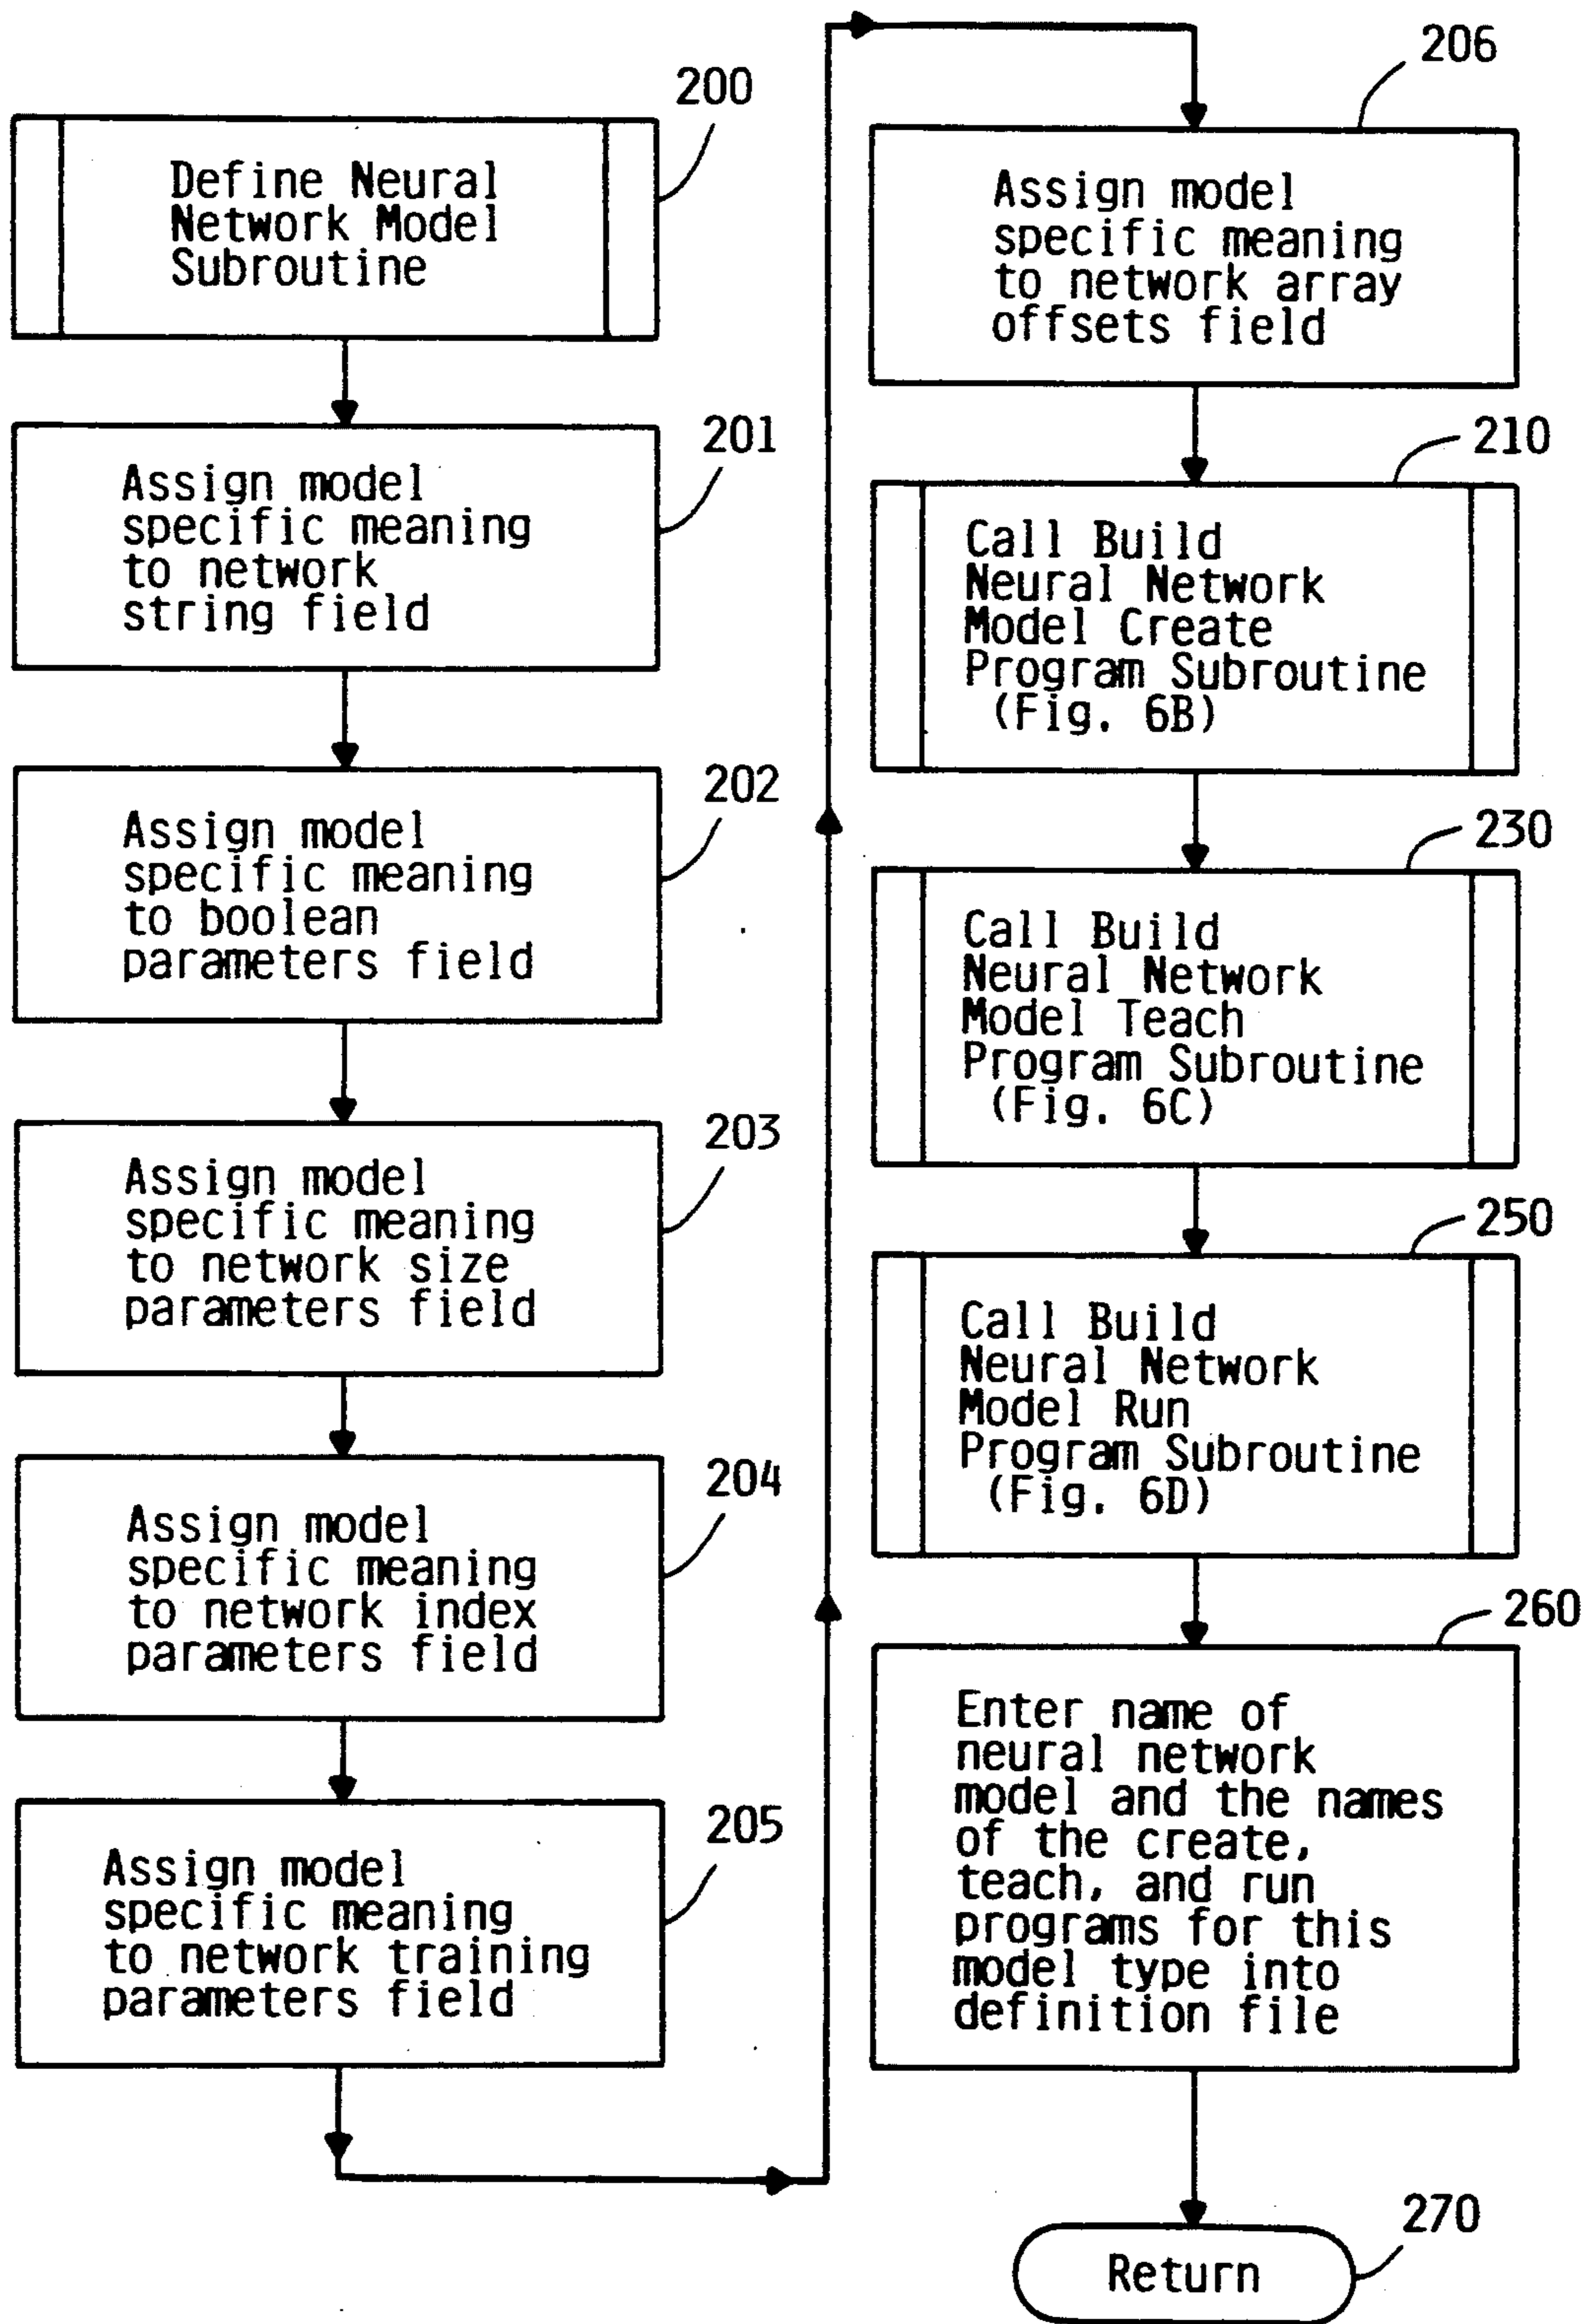 200
Define Neural
Network Model
Subroutine
201
Assign model
specific meaning
to network
string field
202
Assign model
specific meaning
to boolean
parameters field
203
Assign model
specific meaning
to network size
parameters field
204
Assign model
specific meaning
to network index
parameters field
205
Assign model
specific meaning
to network training
parameters field
206
Assign model
specific meaning
to network array
offsets field
210
Call Build
Neural Network
Model Create
Program Subroutine
(Fig. 6B)
230
Call Build
Neural Network
Model Teach
Program Subroutine
(Fig. 6C)
250
Call Build
Neural Network
Model Run
Program Subroutine
(Fig. 6D)
260
Enter name of
neural network
model and the names
of the create,
teach, and run
programs for this
model type into
definition file
270
Return